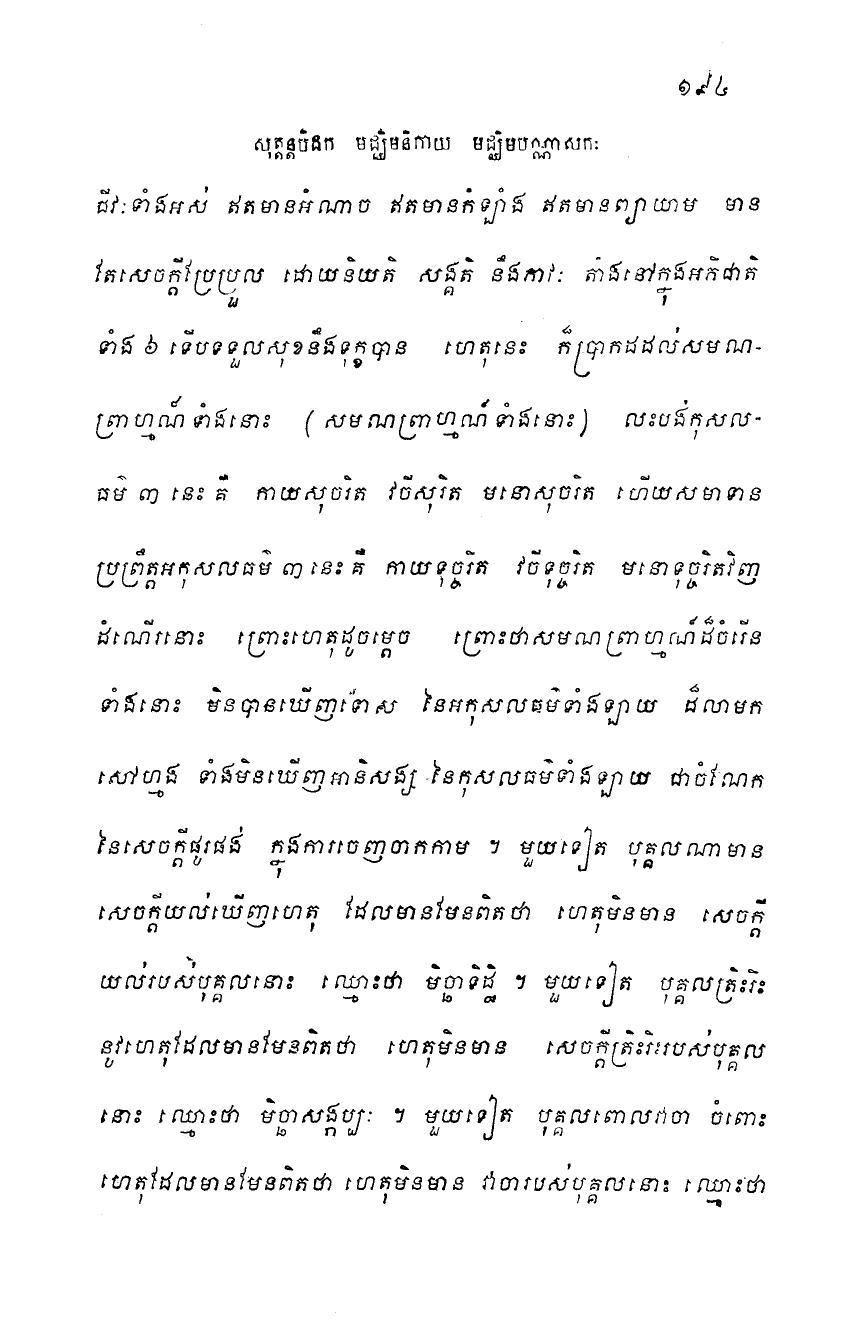 ១៩៤
សុត្តន្តបិដក មជ្ឈិមនិកាយ មជ្ឈិមបណ្ណាសកៈ
ជីវៈទាំងអស់ ឥតមានអំណាច ឥតមានកំឡាំង ឥតមានព្យាយាម មាន
តែសេចក្តីប្រែប្រួល ដោយនិយតិ សង្គតិ នឹងភាវៈ តាំងនៅក្នុងអភិជាតិ
ទាំង ៦ ទើបទទួលសុខនឹងទុក្ខបាន ហេតុនេះ ក៏ប្រាកដដល់សមណ-
ព្រាហ្មណ៍ ទាំងនោះ (សមណព្រាហ្មណ៍ ទាំងនោះ) លះបង់កុសល-
ធម៌ ៣ នេះ គឺ កាយសុចរិត វចីសុរិត មនោសុចរិត ហើយសមាទាន
ប្រព្រឹត្តអកុសលធម៌ ៣ នេះ គឺ កាយទុច្ចរិត វចីទុច្ចរិត មនោទុច្ចរិតវិញ
ដំណើរនោះ ព្រោះហេតុដូចម្តេច ព្រោះថាសមណព្រាហ្មណ៍ដ៏ចំរើន
ទាំងនោះ មិនបានឃើញទោស នៃអកុសលធម៌ទាំងឡាយ ដ៏លាមក
សៅហ្មង ទាំងមិនឃើញអានិសង្ស នៃកុសលធម៌ទាំងឡាយ ជាចំណែក
នៃសេចក្តីផូរផង់ ក្នុងការចេញចាកកាម ។ មួយទៀត បុគ្គលណាមាន
សេចក្តីយល់ឃើញហេតុ ដែលមានមែនពិតថា ហេតុមិនមាន សេចក្តី
យល់របស់បុគ្គលនោះ ឈ្មោះថា មិច្ឆាទិដ្ឋិ ។ មួយទៀត បុគ្គលត្រិះរិះ
នូវហេតុដែលមានមែនពិតថា ហេតុមិនមាន សេចក្តីត្រិះរិះរបស់បុគ្គល
នោះ ឈ្មោះថា មិច្ឆាសង្កប្បៈ ។ មួយទៀត បុគ្គលពោលវាចា ចំពោះ
ហេតុដែលមានមែនពិតថា ហេតុមិនមាន វាចារបស់បុគ្គលនោះ ឈ្មោះថា